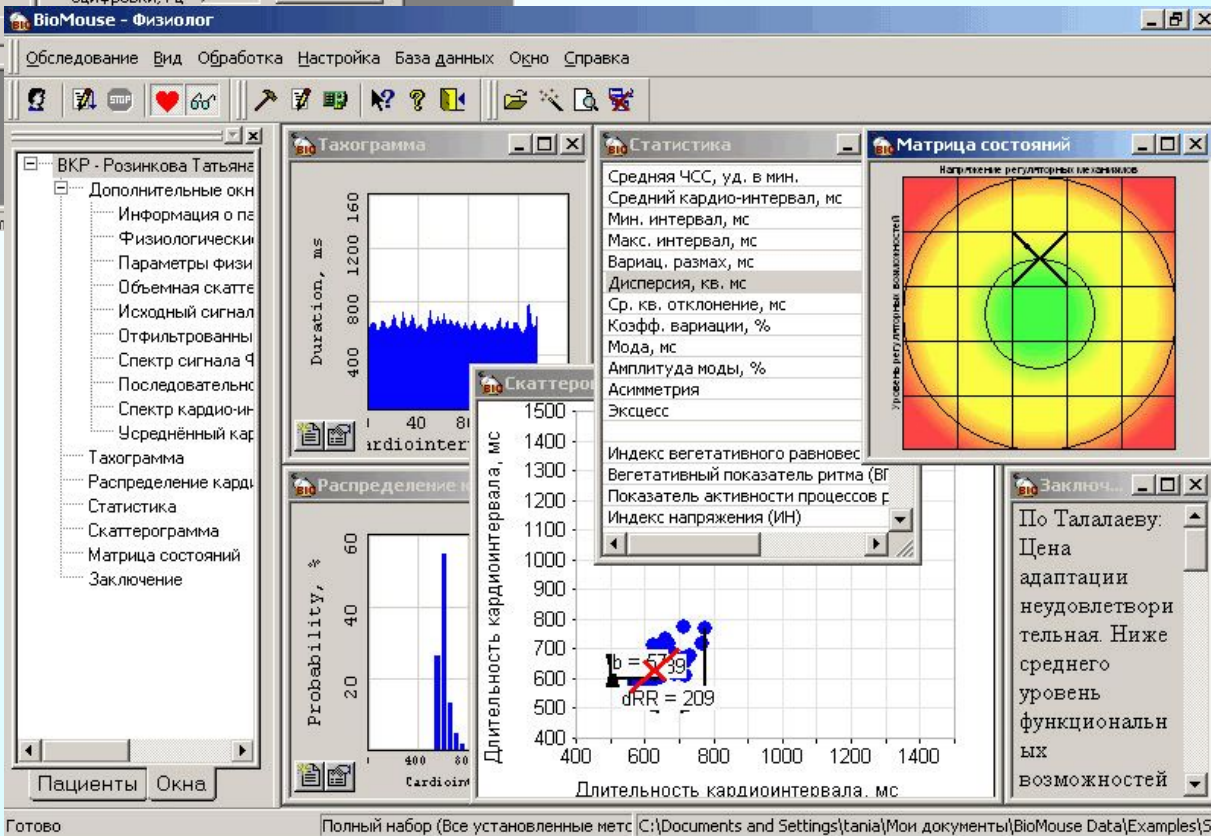 BioMouse - Физиолог
Обследование Вид Обработка Настройка База данных Окно Справка
STOP
ВКР - Розинкова Татьяна
Дополнительные окн
Информация о па
Физиологически
Параметры физи
Объемная скатте
Исходный сигнал
Отфильтрованны
Спектр сигнала Ф
Последовательно
Спектр кардио-ин
Усреднённый кар
Тахограмма
Распределение карди
Статистика
Скаттерограмма
Матрица состояний
Заключение
Пациенты Окна
Тахограмма
Duration, ms
160
1200
800
400
40
Распределение к
Probability, %
60
40
20
400
Скаттеро
Длительность кардиоинтервала, мс
1500
1400
1300
1200
1100
1000
900
800
700
600
500
400
b = 57
39
dRR = 209
400 600 800 1000 1200 1400
Длительность кардиоинтервала, мс
Статистика
Средняя ЧСС, уд. в мин.
Средний кардио-интервал, мс
Мин. интервал, мс
Макс. интервал, мс
Вариац. размах, мс
Дисперсия, кв. мс
Ср. кв. отклонение, мс
Коэфф. вариации, %
Мода, мс
Амплитуда моды, %
Асимметрия
Эксцесс
Индекс вегетативного равновес
Вегетативный показатель ритма (ВГ
Показатель активности процессов р
Индекс напряжения (ИН)
Матрица состояний
Напряжение регуляторных механизмов
Уровень регуляторных возможностей
Заключ...
По Талалаеву:
Цена
адаптации
неудовлетвори
тельная. Ниже
среднего
уровень
функциональн
ых
возможностей
Готово
Полный набор (Все установленные метс
C:\Documents and Settings\tania\Мои документы\BioMouse Data\Examples\S